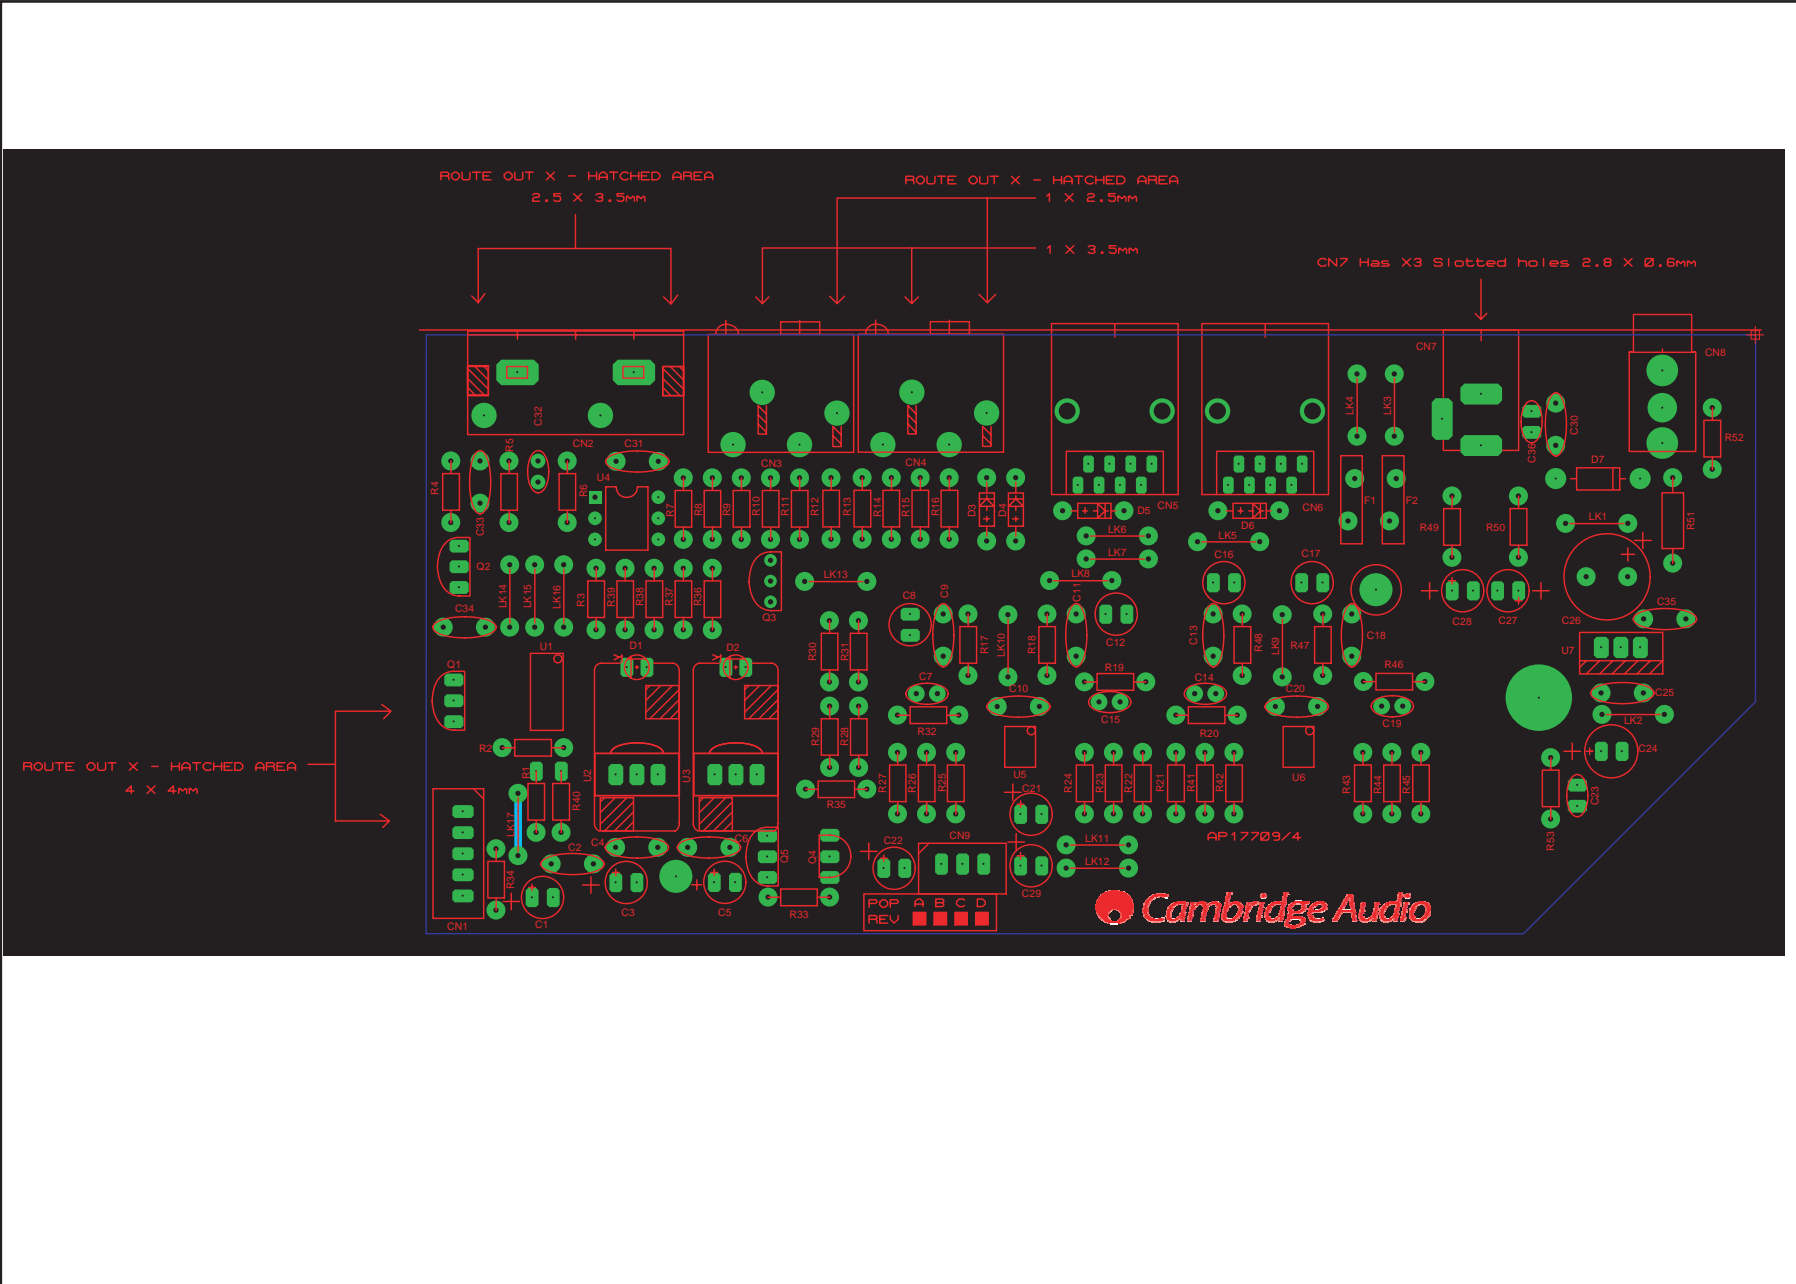 ROUTE OUT X - HATCHED AREA
2.5 X 3.5mm
ROUTE OUT X - HATCHED AREA
1 X 2.5mm
1 X 3.5mm
CN7 Has X3 Slotted holes 2.8 X 0.6mm
CN7
CN8
LK4
LK3
C32
C36
C30
R52
R5
CN2
C31
CN3
CN4
D7
R4
U4
R6
C33
R7
R8
R9
R10
R11
R12
R13
R14
R15
R16
D3
D4
D5
CN5
D6
CN6
F1
F2
R49
R50
LK1
R51
LK6
LK5
LK7
Q2
LK13
LK8
C16
C17
LK14
LK15
LK16
R3
R39
R38
R37
R36
Q3
C8
C9
C11
C34
R17
LK10
R18
C12
C13
R48
LK9
R47
C18
C28
C27
C26
C35
U1
D1
D2
R30
R31
U7
Q1
C7
R19
C14
R46
C10
C15
C20
C19
C25
LK2
R29
R28
R32
R20
R2
C24
ROUTE OUT X - HATCHED AREA
4 X 4mm
R1
R40
U2
U3
R27
R26
R25
U5
R24
R23
R22
R21
R41
R42
U6
R43
R44
R45
R35
C21
C23
LK17
AP17709/4
R53
C4
C6
Q5
Q4
C22
CN9
LK11
C2
LK12
R34
C3
C5
R33
C29
CN1
C1
POP A B C D
REV
Cambridge Audio